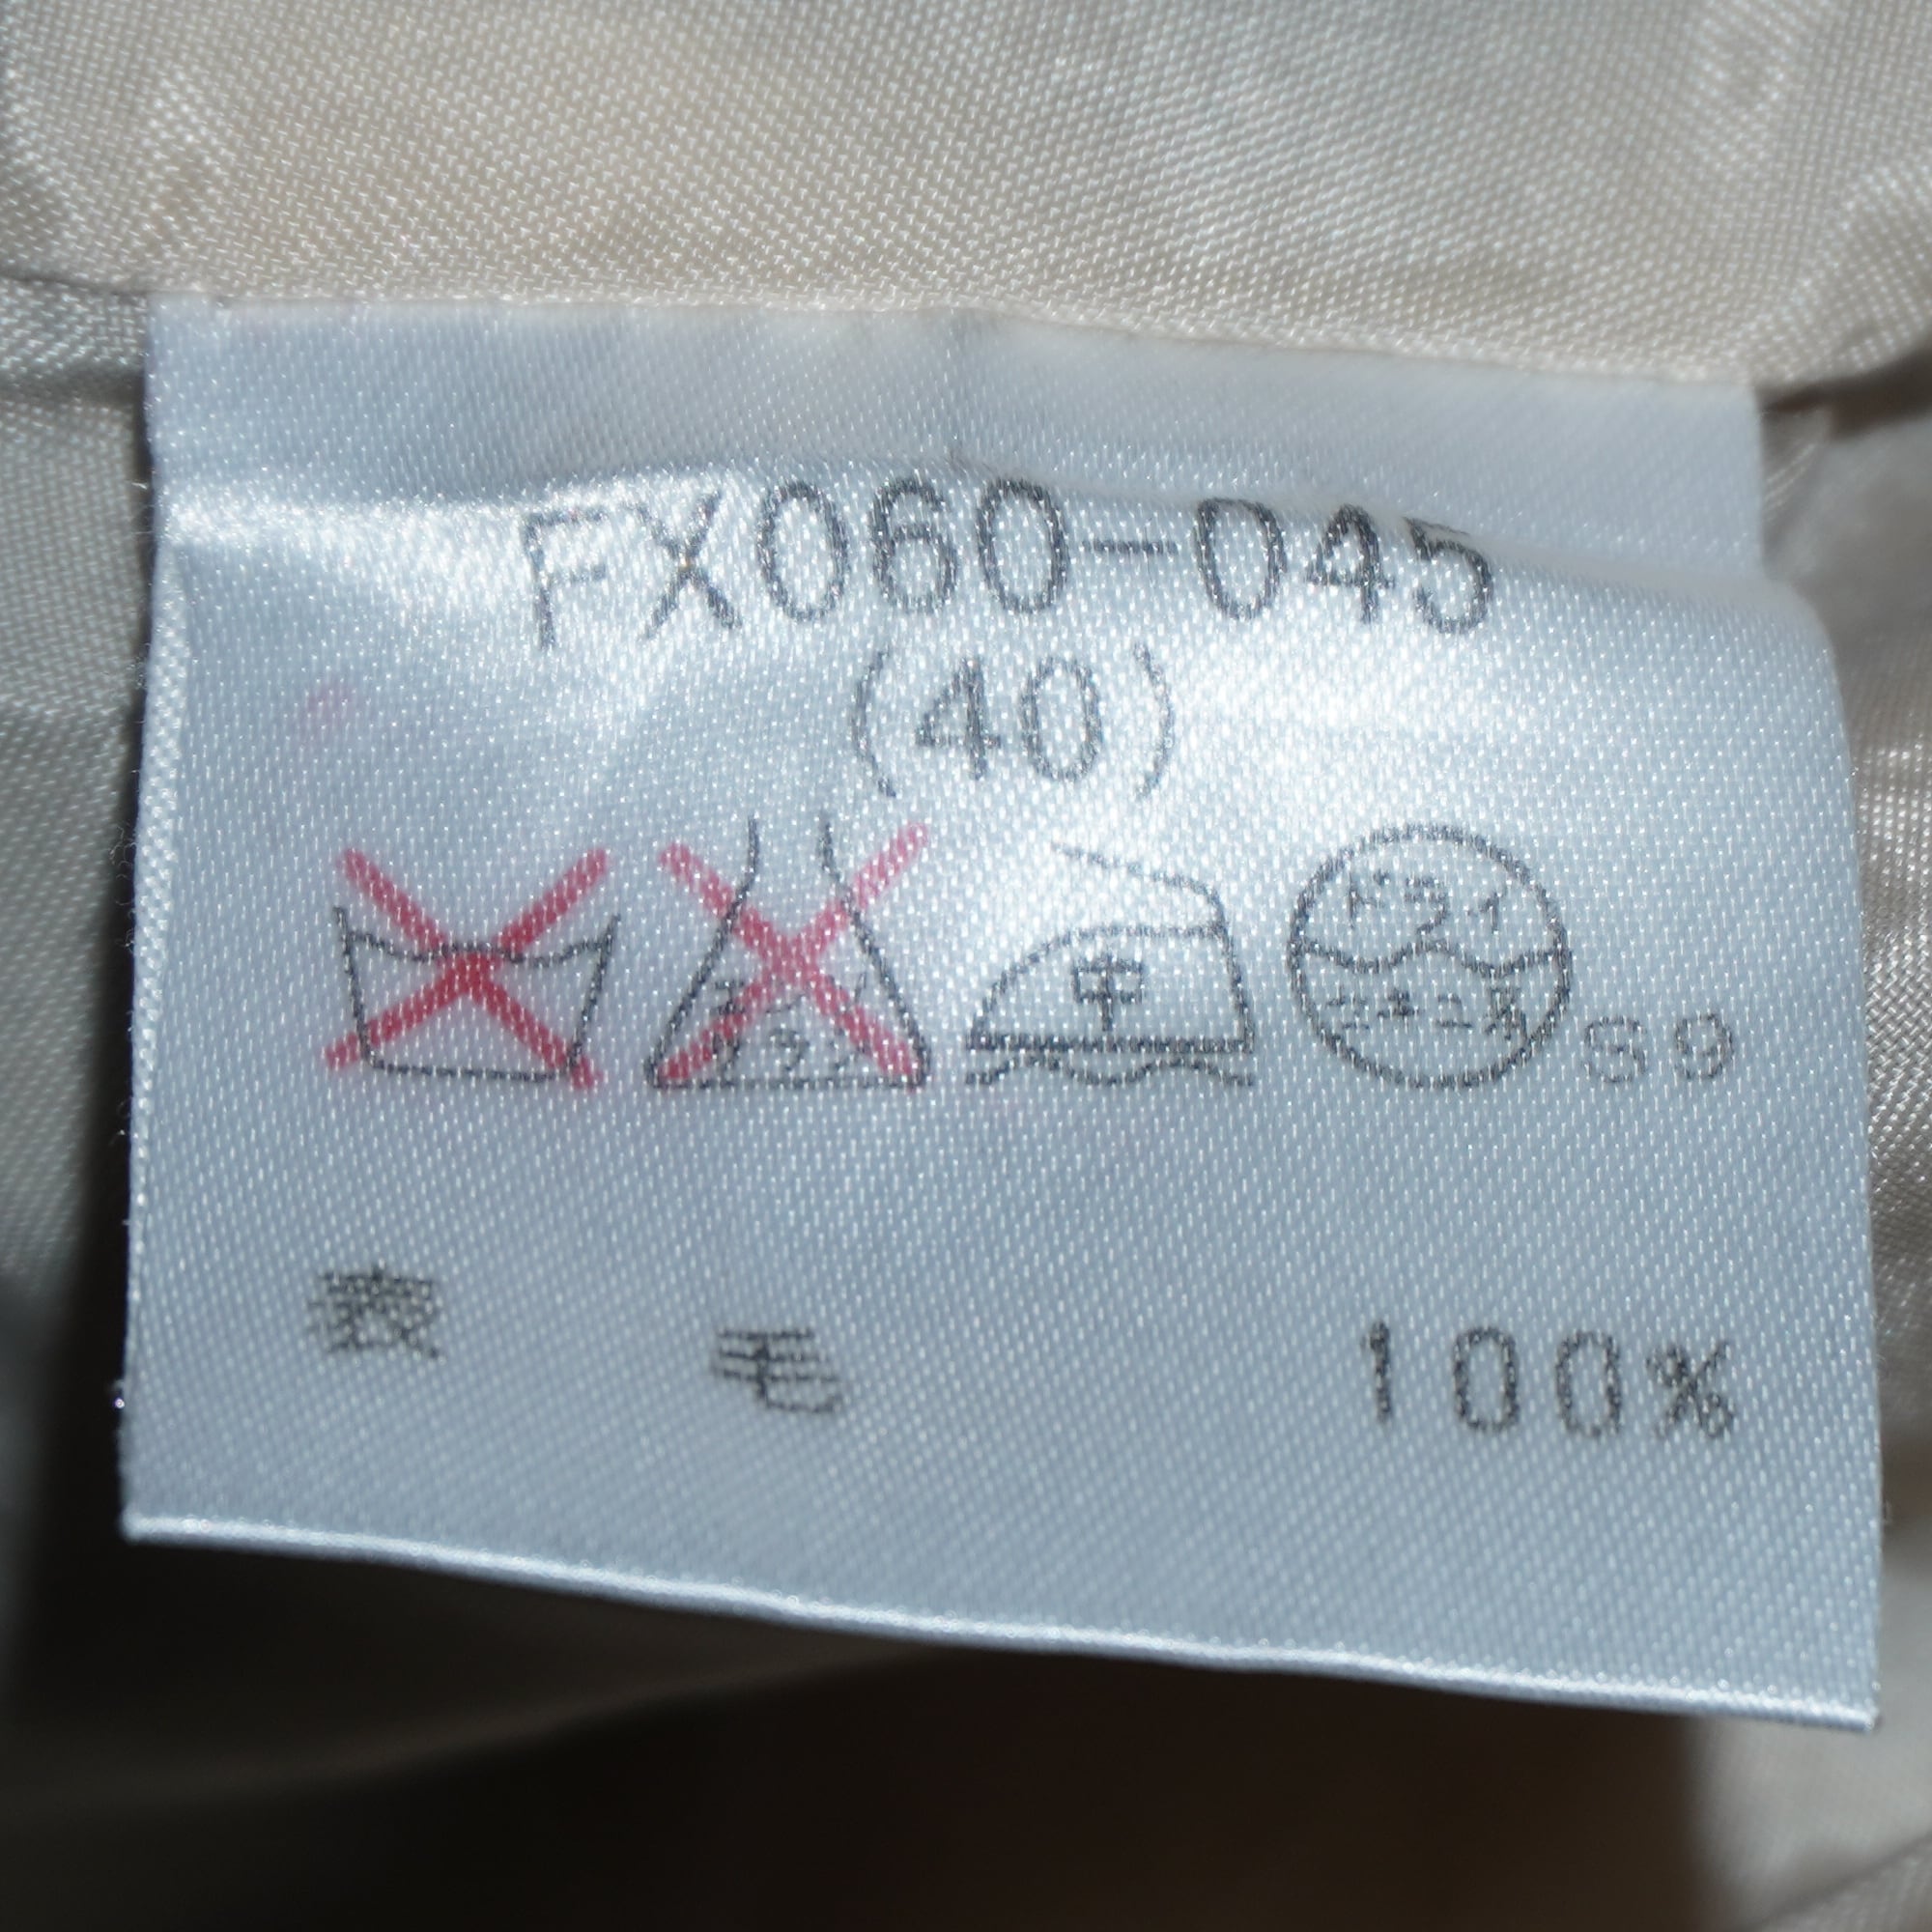 FX060-045
(40)
中
ドライ
セキユ系
S9
表 毛 100%